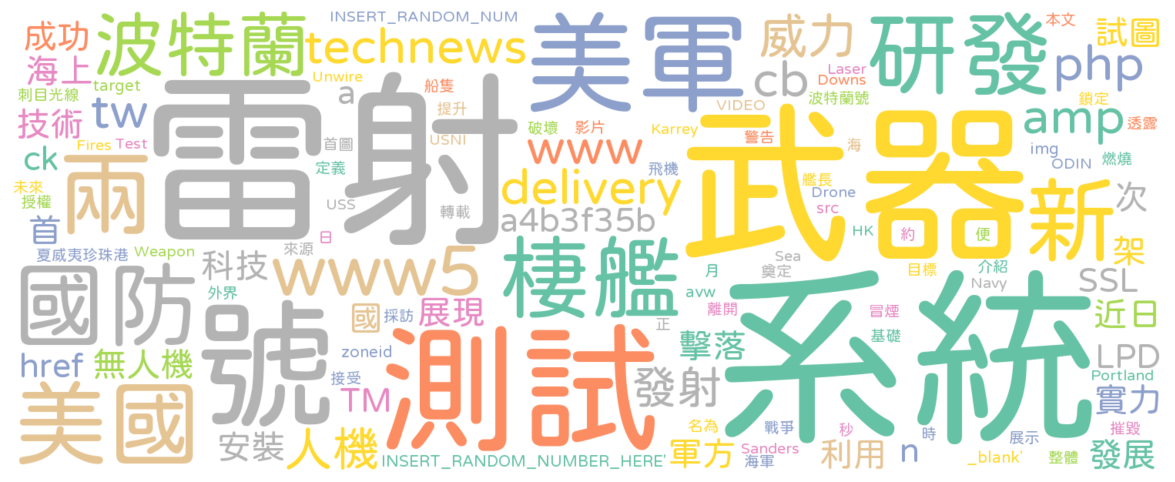 INSERT_RANDOM_NUM
成功
波特蘭
technews
美軍
威力
研發
本文
試圖
海上
target
Unwire
船隻
a
cb
Laser
Downs
php
刺目光線
tw
雷射
提升
VIDEO
波特蘭號
鎖定
技術
Fires
Test
首圖
USNI
破壞
影片
Karrey
警告
武器
海
amp
透露
ck
兩
定義
www
飛機
艦長
Drone
img
ODIN
燃燒
未來
授權
USS
轉載
delivery
src
新
次
首
日
a4b3f35b
HK
約
便
夏威夷珍珠港
Weapon
來源
科技
www5
棲艦
Sea
奠定
目標
介紹
架
國防
外界
月
avw
系統
Navy
SSL
號
國
採訪
展現
正
離開
冒煙
近日
href
無人機
zoneid
測試
擊落
基礎
LPD
接受
TM
發射
Portland
實力
美國
安裝
人機
名為
戰爭
秒
時
展示
摧毀
INSERT_RANDOM_NUMBER_HERE'
軍方
Sanders
海軍
利用
n
_blank'
整體
發展